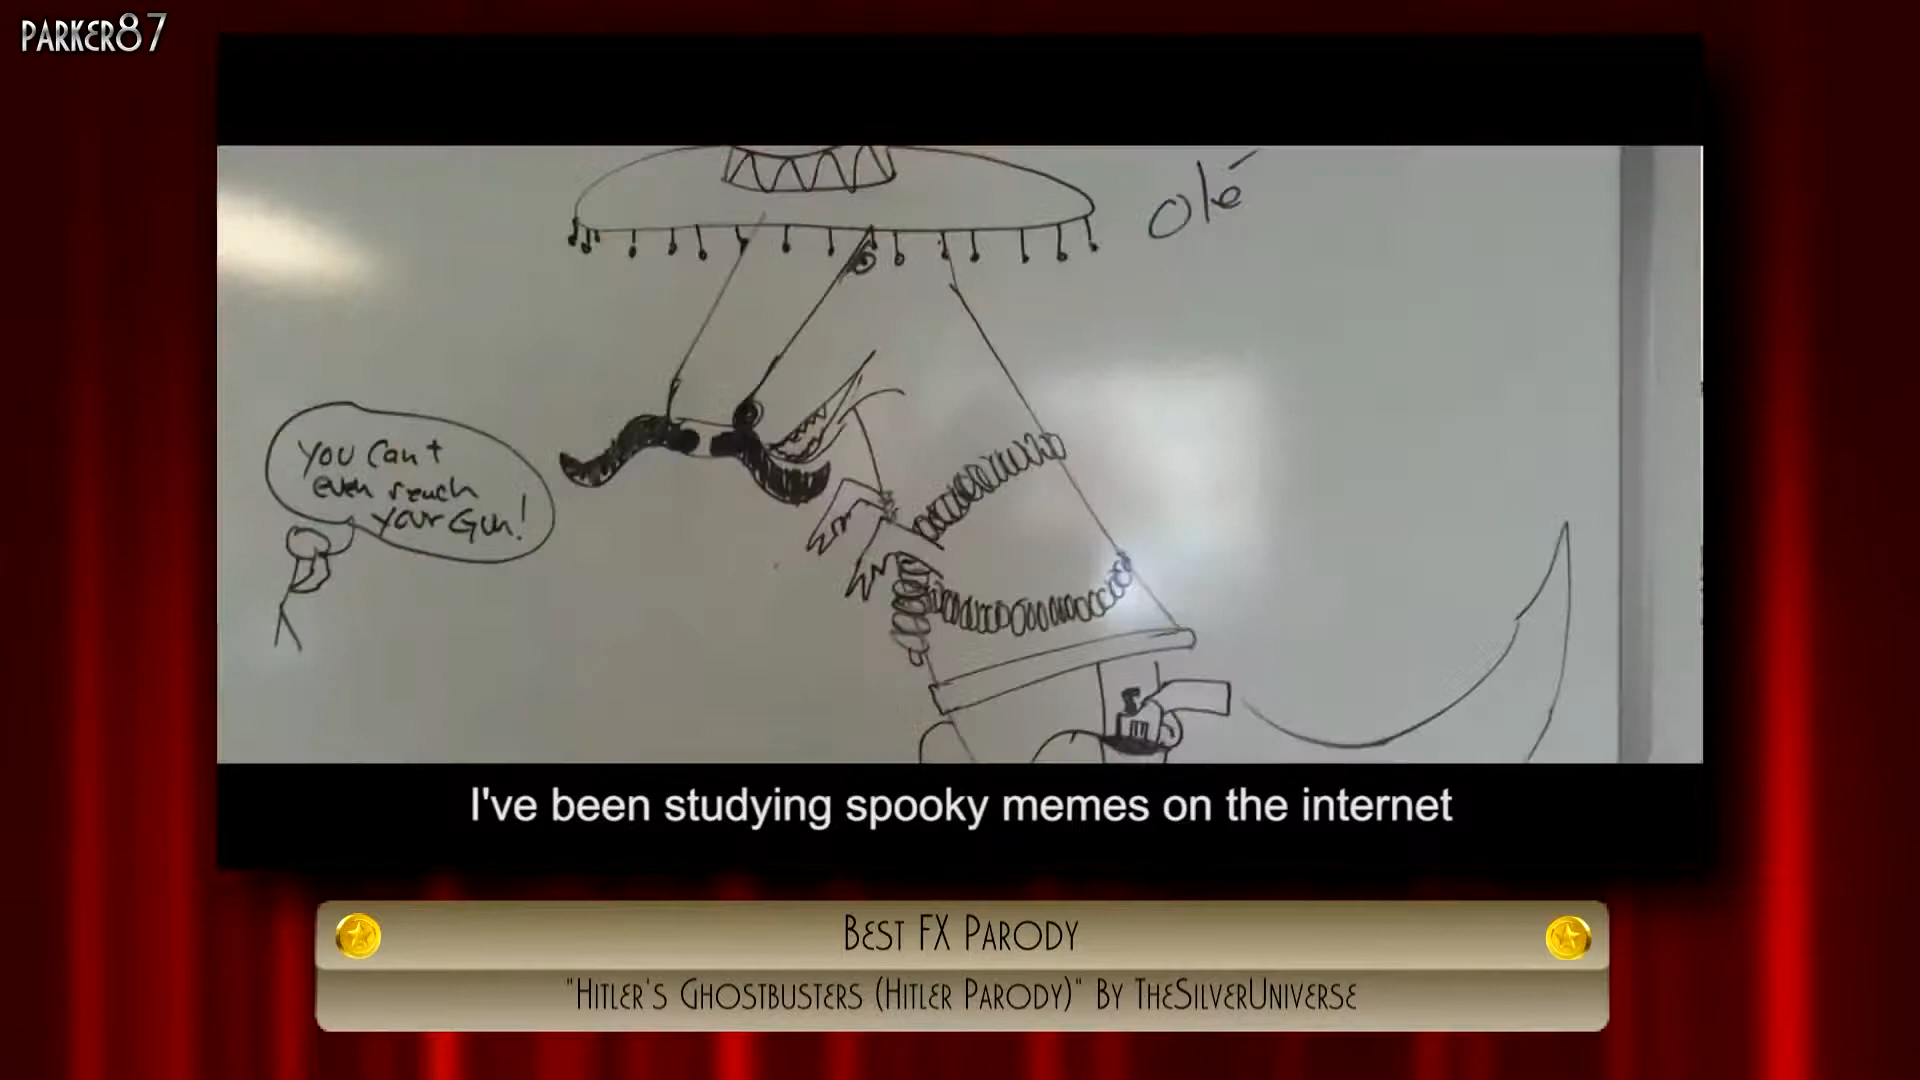 PARKER87
Olé
You Can't
even reach
your Gun!
I've been studying spooky memes on the internet
Best FX Parody
"Hitler's Ghostbusters (Hitler Parody)" By TheSilverUniverse